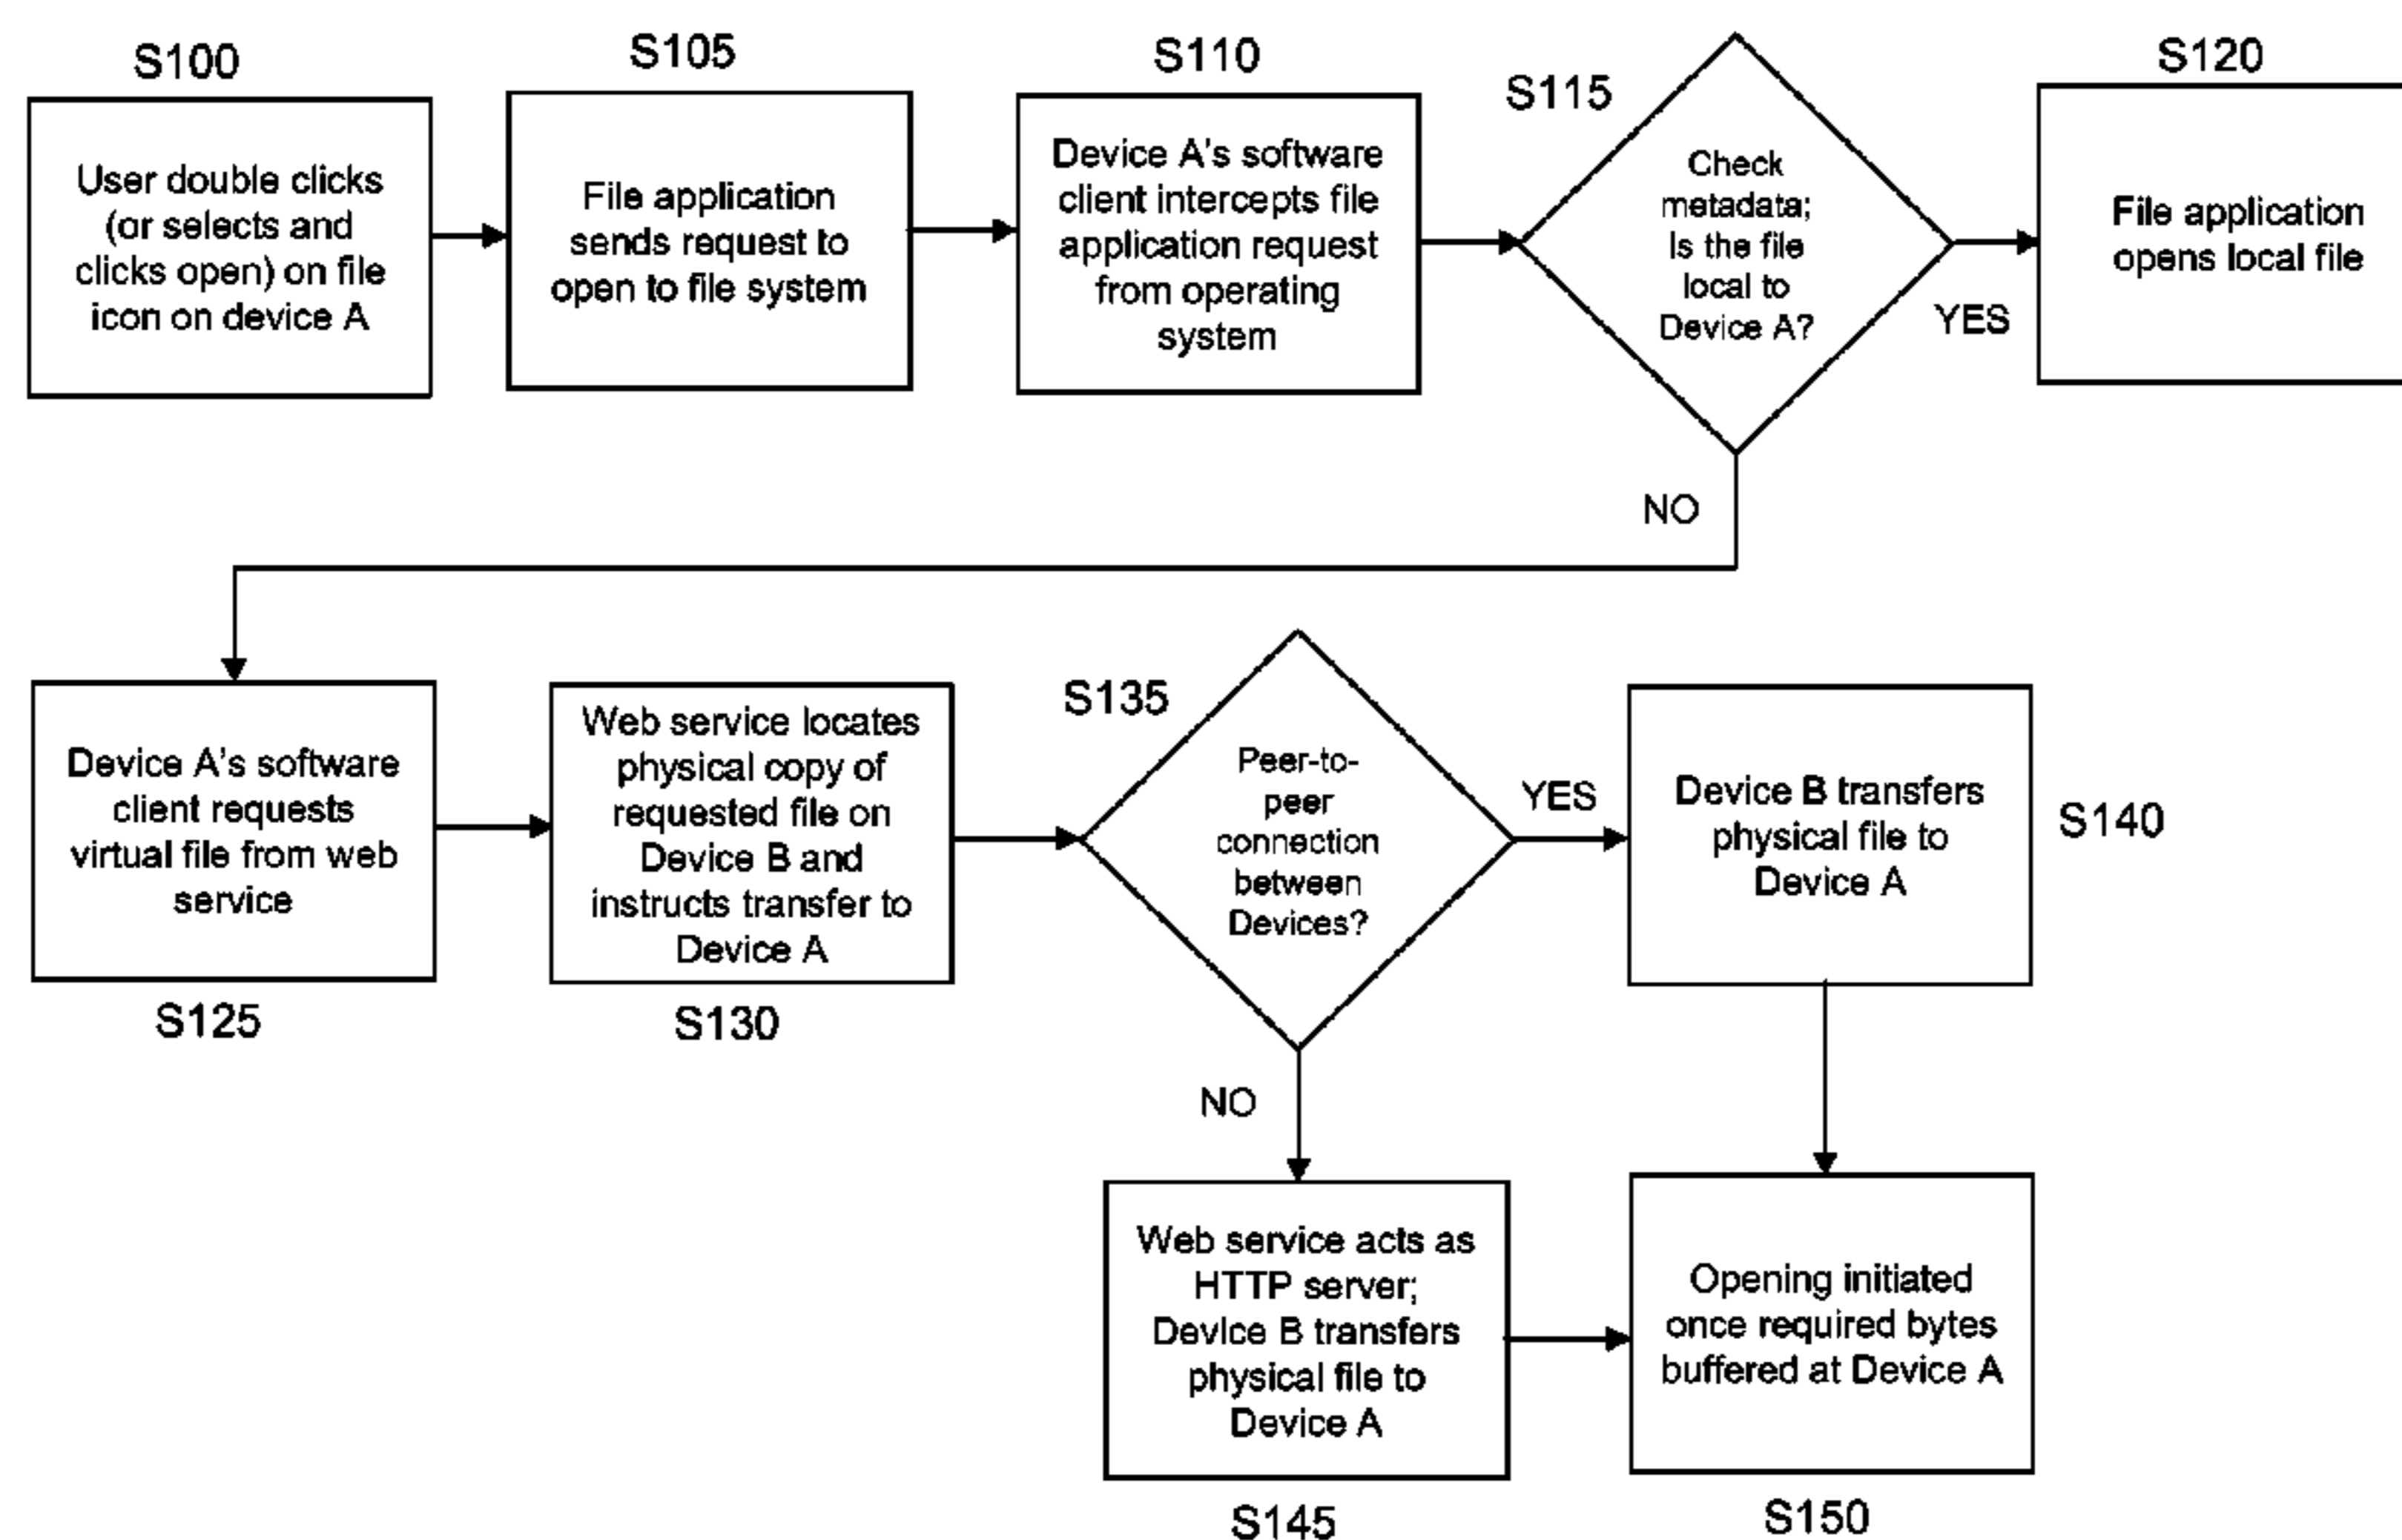 S100
User double clicks
(or selects and
clicks open) on file
icon on device A
S105
File application
sends request to
open to file system
S110
Device A's software
client intercepts file
application request
from operating
system
S115
Check
metadata;
Is the file
local to
Device A?
YES
NO
S120
File application
opens local file
Device A's software
client requests
virtual file from web
service
S125
Web service locates
physical copy of
requested file on
Device B and
instructs transfer to
Device A
S130
S135
Peer-to-
peer
connection
between
Devices?
YES
NO
Device B transfers
physical file to
Device A
S140
Web service acts as
HTTP server;
Device B transfers
physical file to
Device A
S145
Opening initiated
once required bytes
buffered at Device A
S150